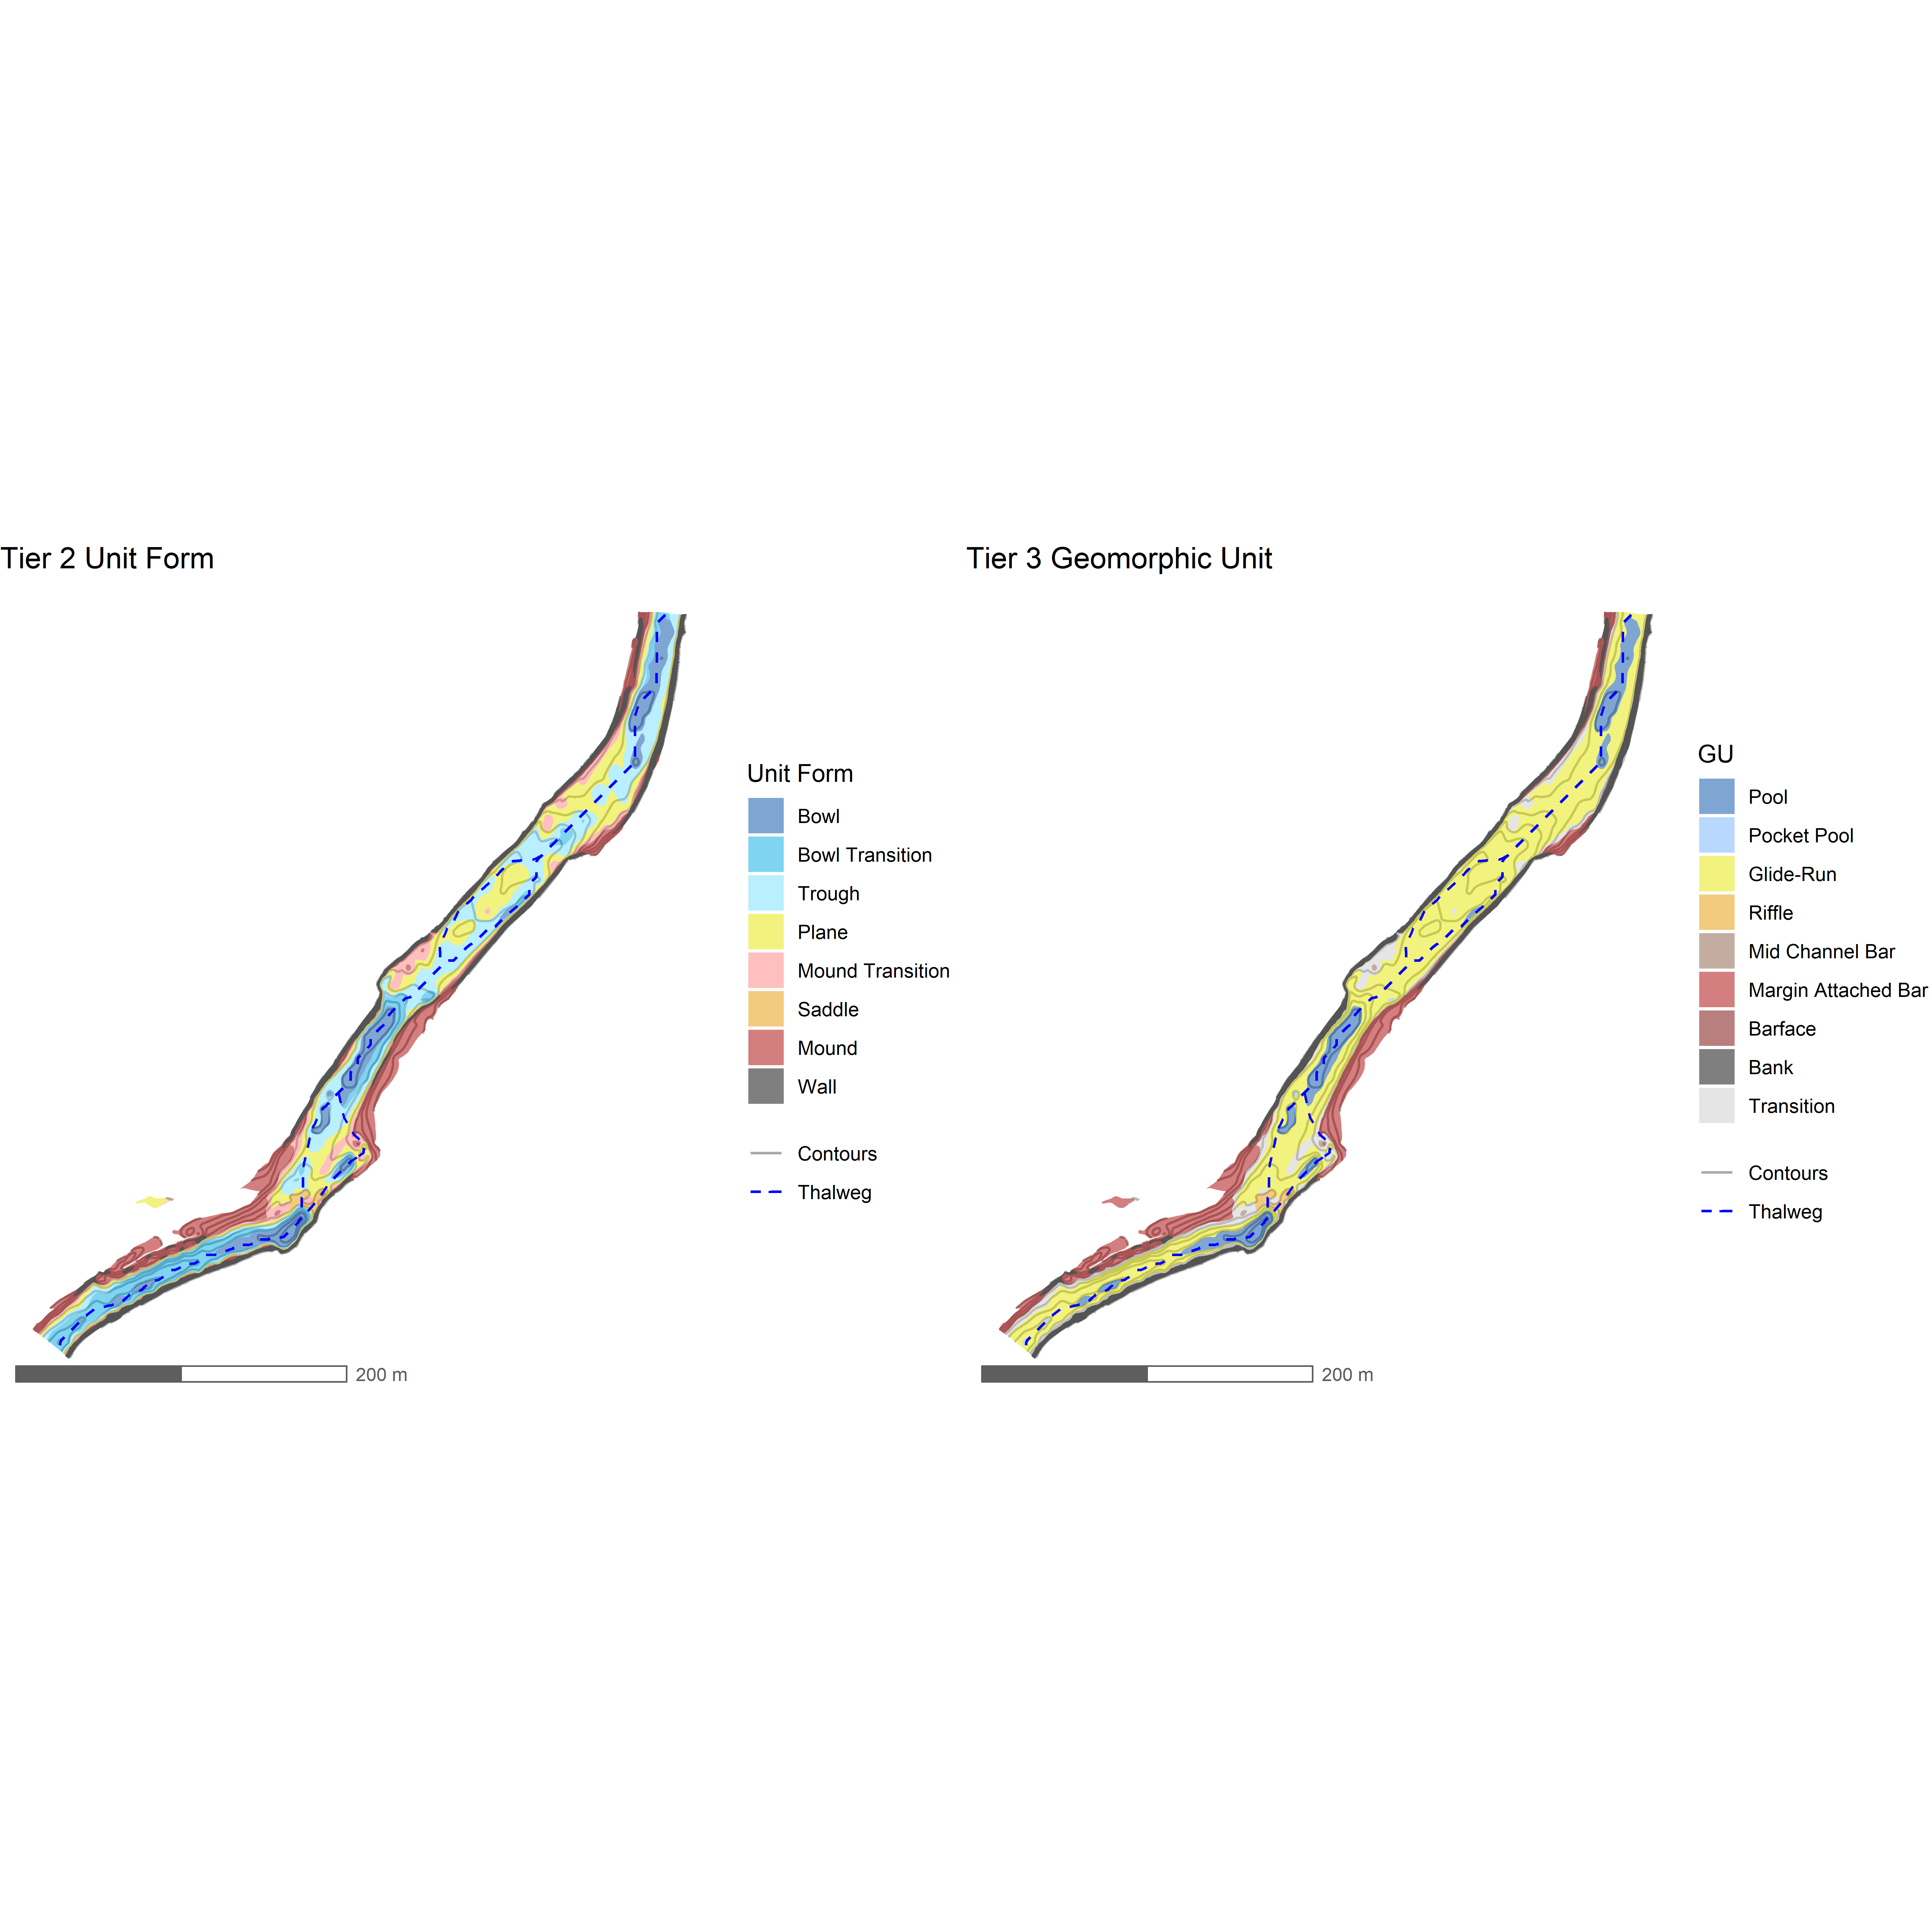 Tier 2 Unit Form
Unit Form
Bowl
Bowl Transition
Trough
Plane
Mound Transition
Saddle
Mound
Wall
Contours
Thalweg
200 m
Tier 3 Geomorphic Unit
GU
Pool
Pocket Pool
Glide-Run
Riffle
Mid Channel Bar
Margin Attached Bar
Barface
Bank
Transition
Contours
Thalweg
200 m